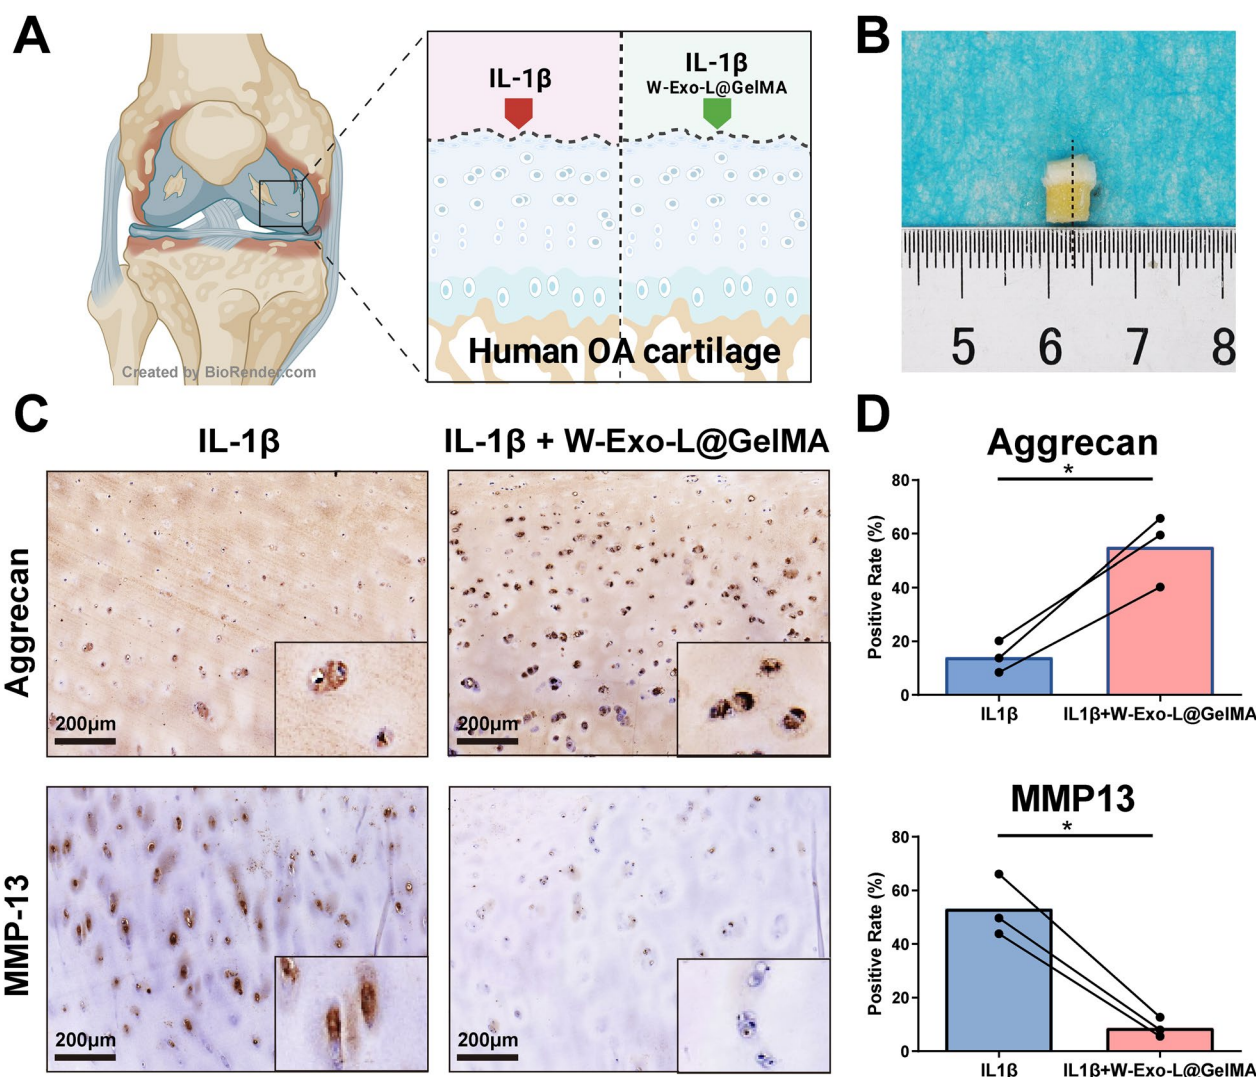 A
IL-1β
IL-1β
W-Exo-L@GelMA
Human OA cartilage
Created by BioRender.com
B
5 6 7 8
C
IL-1β
IL-1β + W-Exo-L@GelMA
Aggrecan
200μm
200μm
MMP-13
200μm
200μm
D
Aggrecan
*
Positive Rate (%)
80
60
40
20
0
IL1β
IL1β+W-Exo-L@GelMA
MMP13
*
Positive Rate (%)
80
60
40
20
0
IL1β
IL1β+W-Exo-L@GelMA